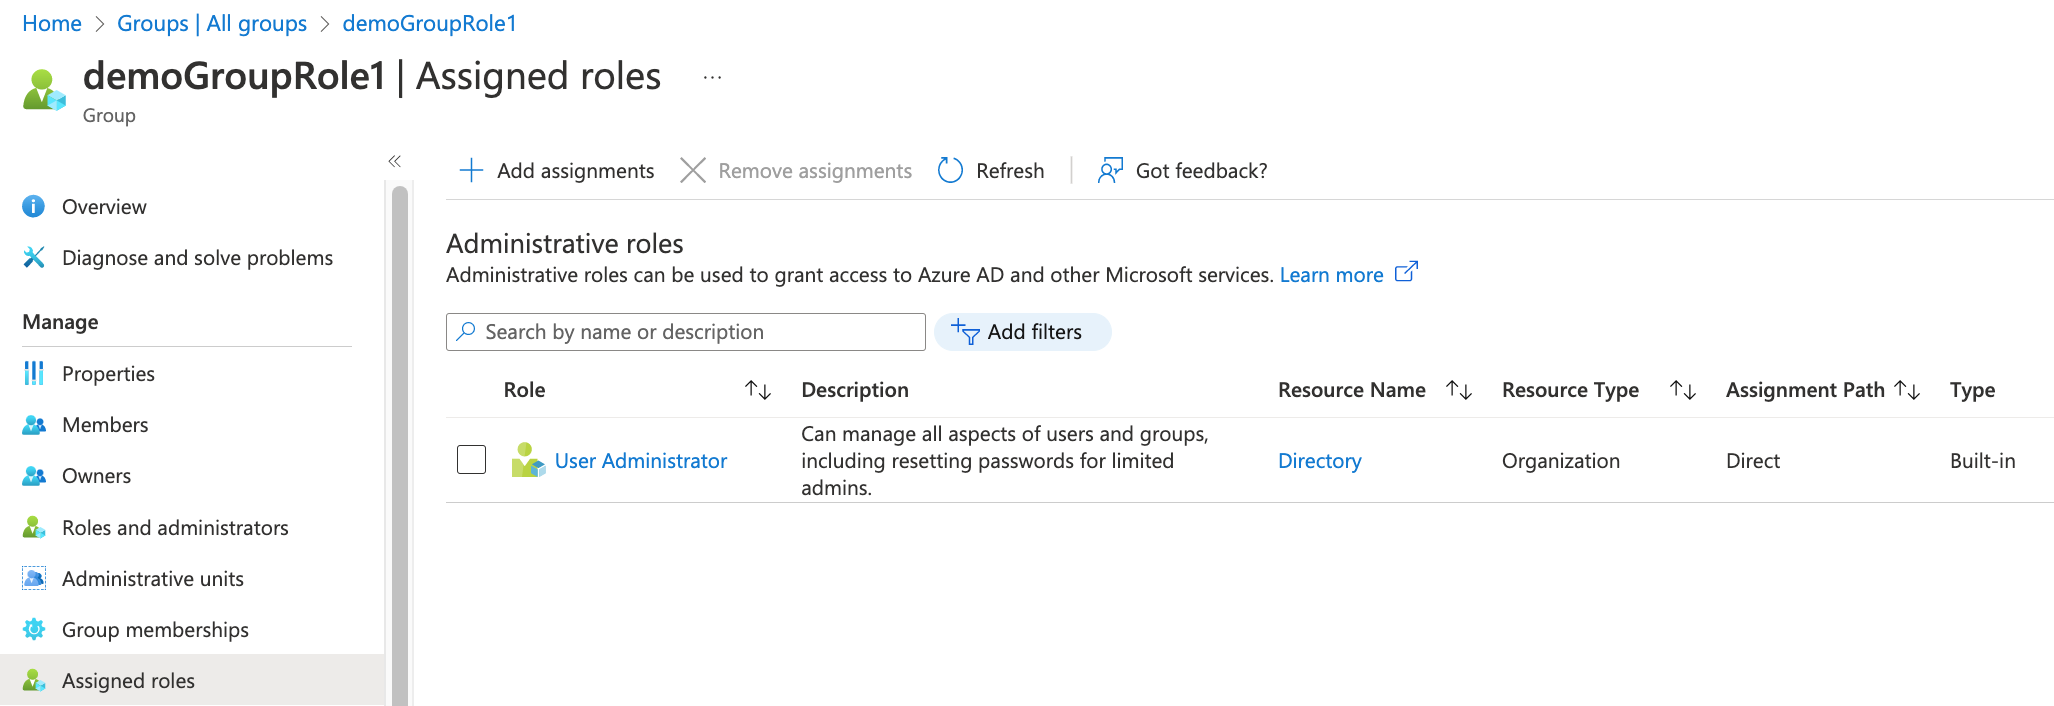 Home > Groups | All groups > demoGroupRole1
demoGroupRole1 | Assigned roles ...
Group
«
Add assignments Remove assignments Refresh Got feedback?
Overview
Diagnose and solve problems
Manage
Properties
Members
Owners
Roles and administrators
Administrative units
Group memberships
Assigned roles
Administrative roles
Administrative roles can be used to grant access to Azure AD and other Microsoft services. Learn more
Search by name or description Add filters
Role Description Resource Name Resource Type Assignment Path Type
User Administrator
Can manage all aspects of users and groups,
including resetting passwords for limited
admins.
Directory Organization Direct Built-in